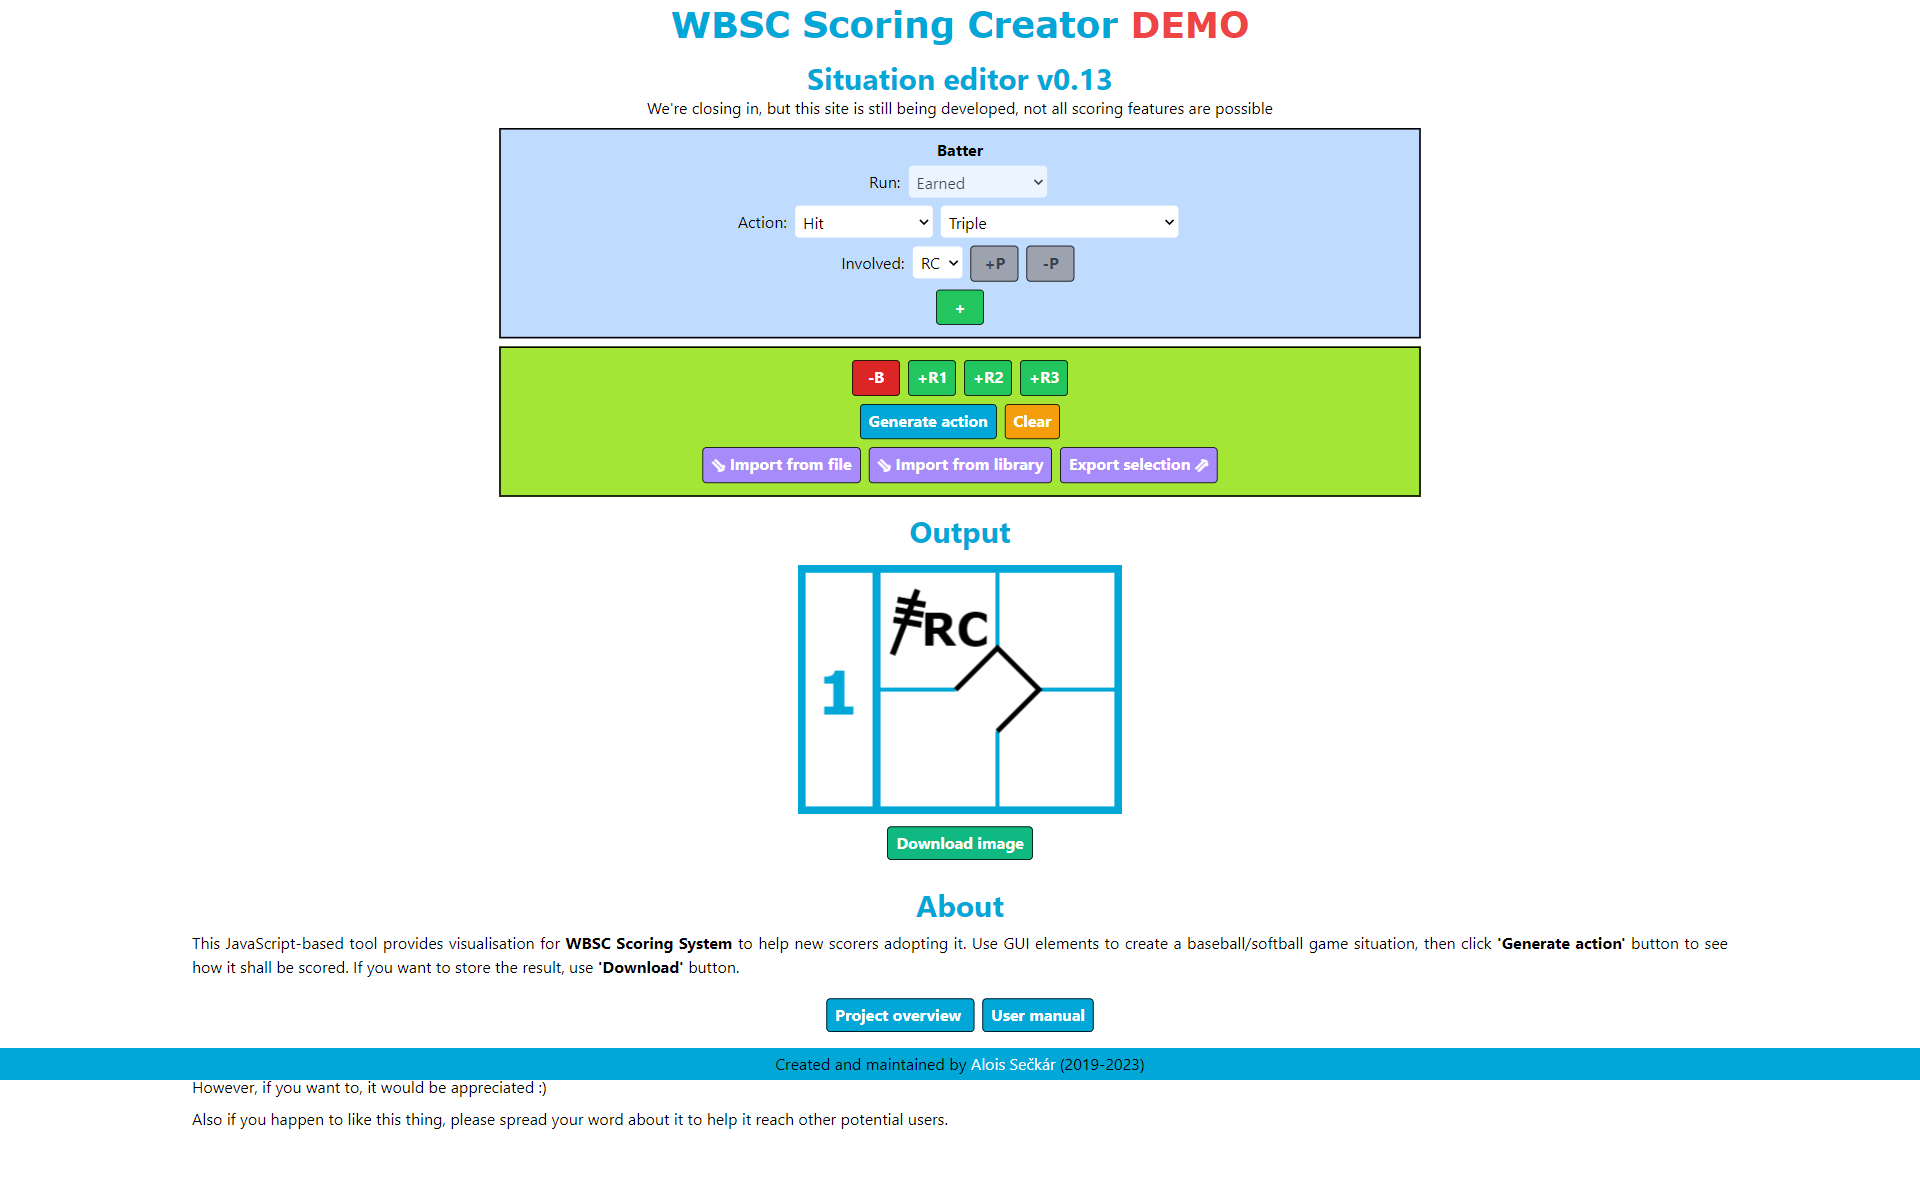 WBSC Scoring Creator DEMO
Situation editor v0.13
We're closing in, but this site is still being developed, not all scoring features are possible
Batter
Run: Earned
Action: Hit Triple
Involved: RC +P -P
+
-B +R1 +R2 +R3
Generate action Clear
⇘ Import from file ⇘ Import from library Export selection ⇗
Output
RC
1
Download image
About
This JavaScript-based tool provides visualisation for WBSC Scoring System to help new scorers adopting it. Use GUI elements to create a baseball/softball game situation, then click 'Generate action' button to see
how it shall be scored. If you want to store the result, use 'Download' button.
Project overview User manual
Created and maintained by Alois Sečkár (2019-2023)
However, if you want to, it would be appreciated :)
Also if you happen to like this thing, please spread your word about it to help it reach other potential users.